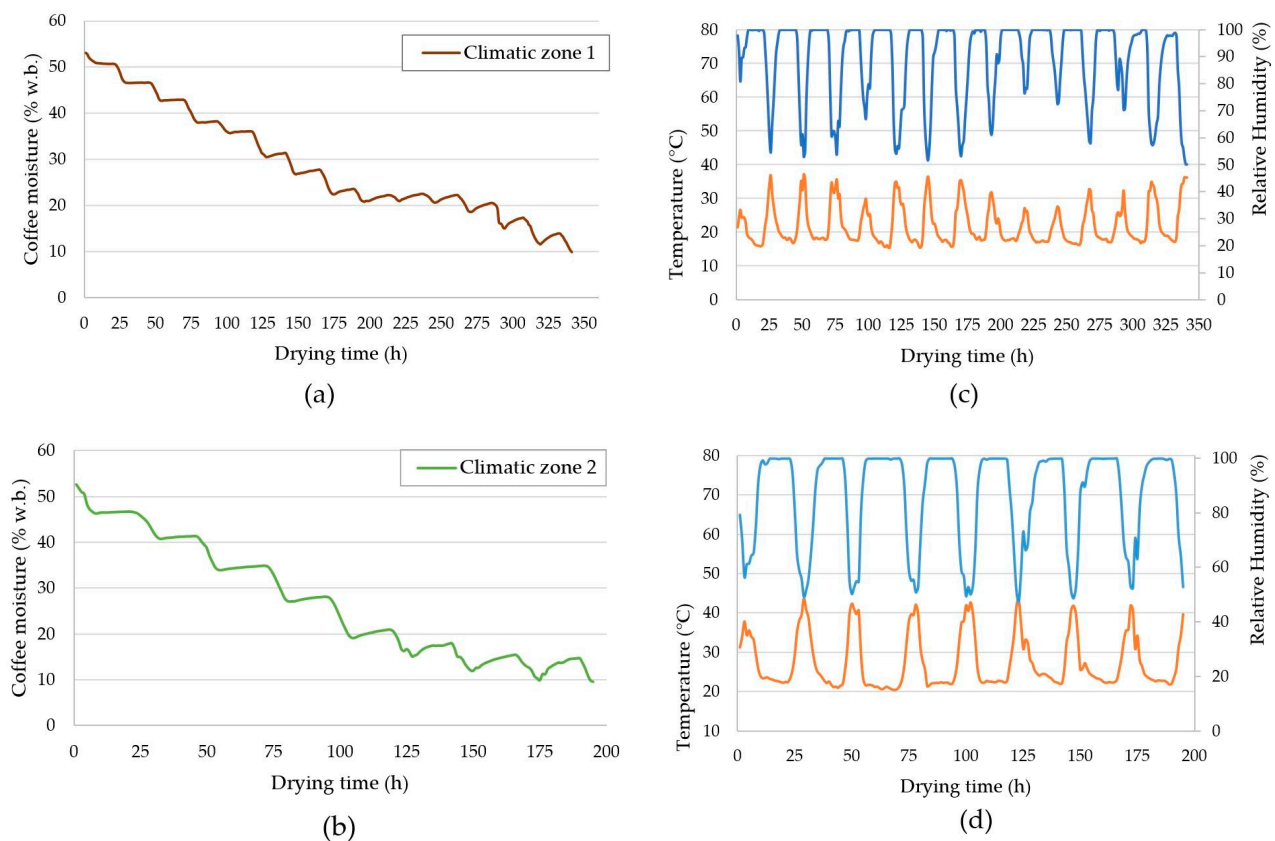 60
50
40
30
20
10
0
Coffee moisture (% w.b.)
Climatic zone 1
0 25 50 75 100 125 150 175 200 225 250 275 300 325 350
Drying time (h)
(a)
80
70
60
50
40
30
20
10
0
Temperature (°C)
100
90
80
70
60
50
40
30
20
10
0
Relative Humidity (%)
0 25 50 75 100 125 150 175 200 225 250 275 300 325 350
Drying time (h)
(c)
60
50
40
30
20
10
0
Coffee moisture (% w.b.)
Climatic zone 2
0 25 50 75 100 125 150 175 200
Drying time (h)
(b)
80
70
60
50
40
30
20
10
Temperature (°C)
100
80
60
40
20
0
Relative Humidity (%)
0 25 50 75 100 125 150 175 200
Drying time (h)
(d)